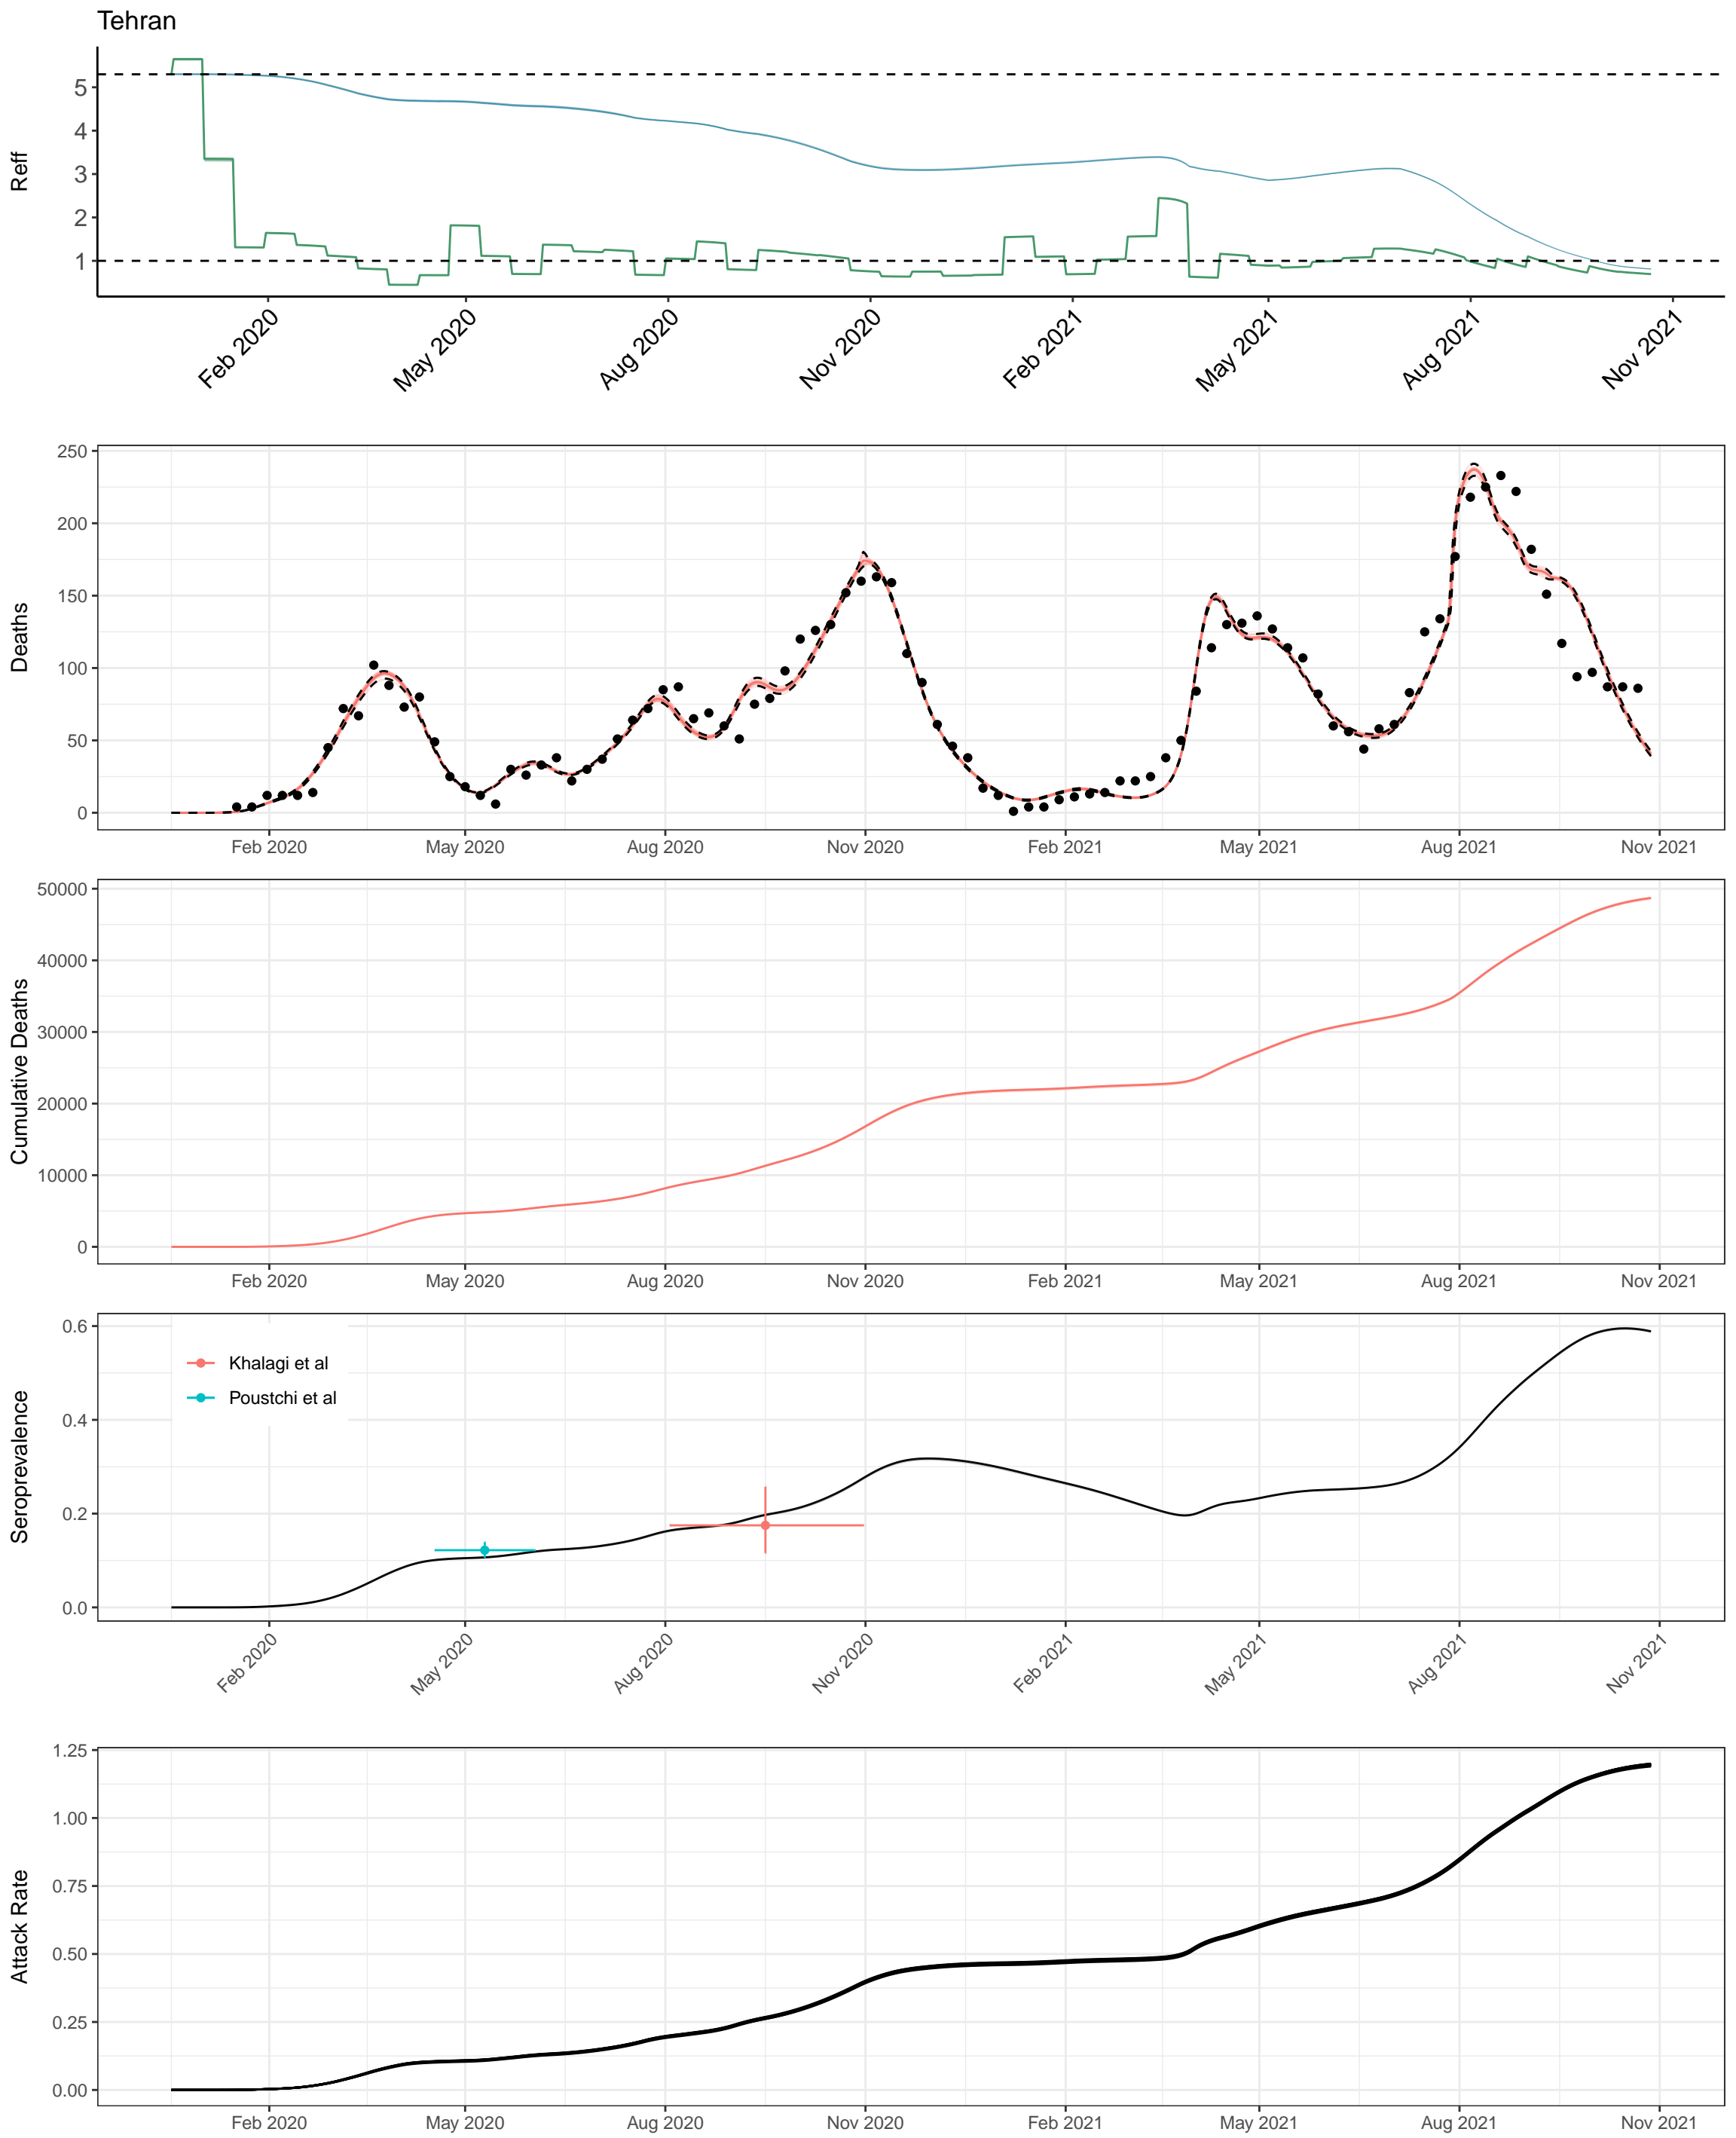 Tehran
Reff
5
4
3
2
1
Feb 2020
May 2020
Aug 2020
Nov 2020
Feb 2021
May 2021
Aug 2021
Nov 2021
Deaths
250
200
150
100
50
0
Feb 2020
May 2020
Aug 2020
Nov 2020
Feb 2021
May 2021
Aug 2021
Nov 2021
Cumulative Deaths
50000
40000
30000
20000
10000
0
Feb 2020
May 2020
Aug 2020
Nov 2020
Feb 2021
May 2021
Aug 2021
Nov 2021
Seroprevalence
0.6
0.4
0.2
0.0
Khalagi et al
Poustchi et al
Feb 2020
May 2020
Aug 2020
Nov 2020
Feb 2021
May 2021
Aug 2021
Nov 2021
Attack Rate
1.25
1.00
0.75
0.50
0.25
0.00
Feb 2020
May 2020
Aug 2020
Nov 2020
Feb 2021
May 2021
Aug 2021
Nov 2021